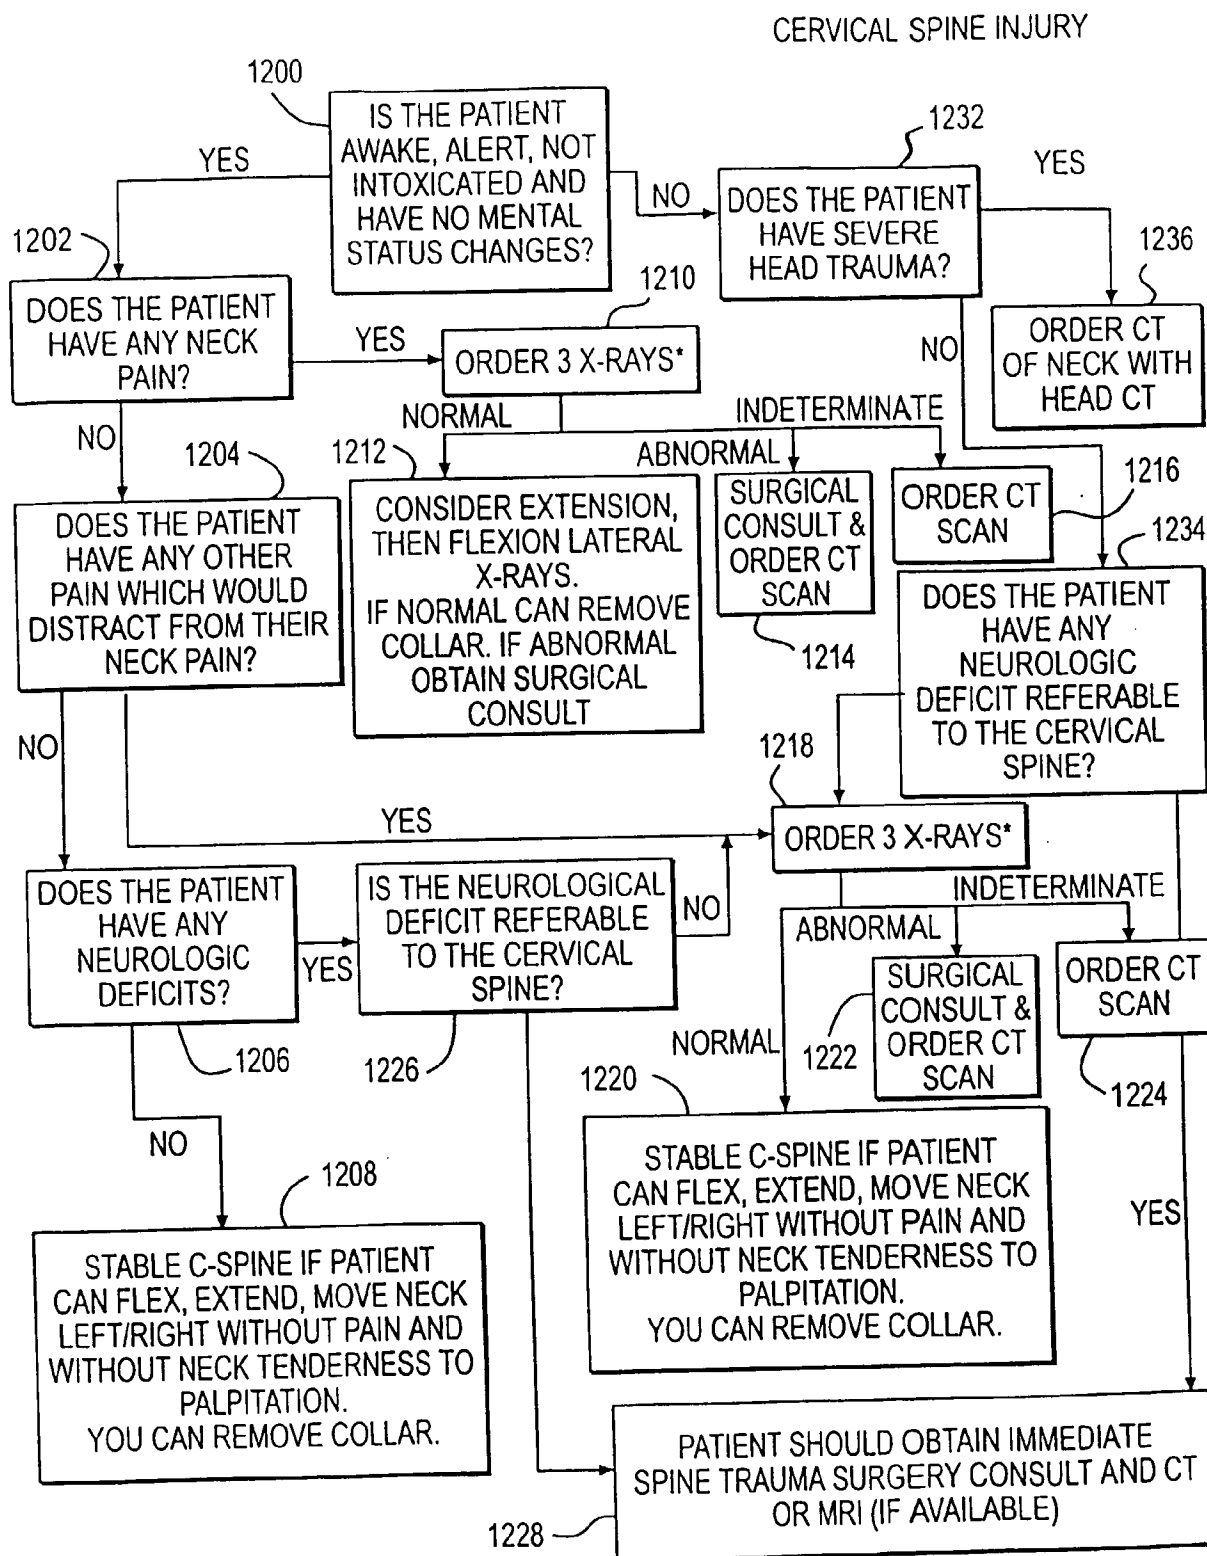 CERVICAL SPINE INJURY
1200
IS THE PATIENT
AWAKE, ALERT, NOT
INTOXICATED AND
HAVE NO MENTAL
STATUS CHANGES?
YES
NO
1232
DOES THE PATIENT
HAVE SEVERE
HEAD TRAUMA?
YES
NO
1236
ORDER CT
OF NECK WITH
HEAD CT
1202
DOES THE PATIENT
HAVE ANY NECK
PAIN?
YES
NO
1210
ORDER 3 X-RAYS*
NORMAL
ABNORMAL
INDETERMINATE
1204
DOES THE PATIENT
HAVE ANY OTHER
PAIN WHICH WOULD
DISTRACT FROM THEIR
NECK PAIN?
NO
YES
1212
CONSIDER EXTENSION,
THEN FLEXION LATERAL
X-RAYS.
IF NORMAL CAN REMOVE
COLLAR. IF ABNORMAL
OBTAIN SURGICAL
CONSULT
SURGICAL
CONSULT &
ORDER CT
SCAN
1214
ORDER CT
SCAN
1216
1234
DOES THE PATIENT
HAVE ANY
NEUROLOGIC
DEFICIT REFERABLE
TO THE CERVICAL
SPINE?
1218
ORDER 3 X-RAYS*
DOES THE PATIENT
HAVE ANY
NEUROLOGIC
DEFICITS?
1206
YES
NO
IS THE NEUROLOGICAL
DEFICIT REFERABLE
TO THE CERVICAL
SPINE?
1226
NO
NORMAL
ABNORMAL
INDETERMINATE
SURGICAL
CONSULT &
ORDER CT
SCAN
1222
ORDER CT
SCAN
1224
YES
1208
STABLE C-SPINE IF PATIENT
CAN FLEX, EXTEND, MOVE NECK
LEFT/RIGHT WITHOUT PAIN AND
WITHOUT NECK TENDERNESS TO
PALPITATION.
YOU CAN REMOVE COLLAR.
1220
STABLE C-SPINE IF PATIENT
CAN FLEX, EXTEND, MOVE NECK
LEFT/RIGHT WITHOUT PAIN AND
WITHOUT NECK TENDERNESS TO
PALPITATION.
YOU CAN REMOVE COLLAR.
PATIENT SHOULD OBTAIN IMMEDIATE
SPINE TRAUMA SURGERY CONSULT AND CT
OR MRI (IF AVAILABLE)
1228